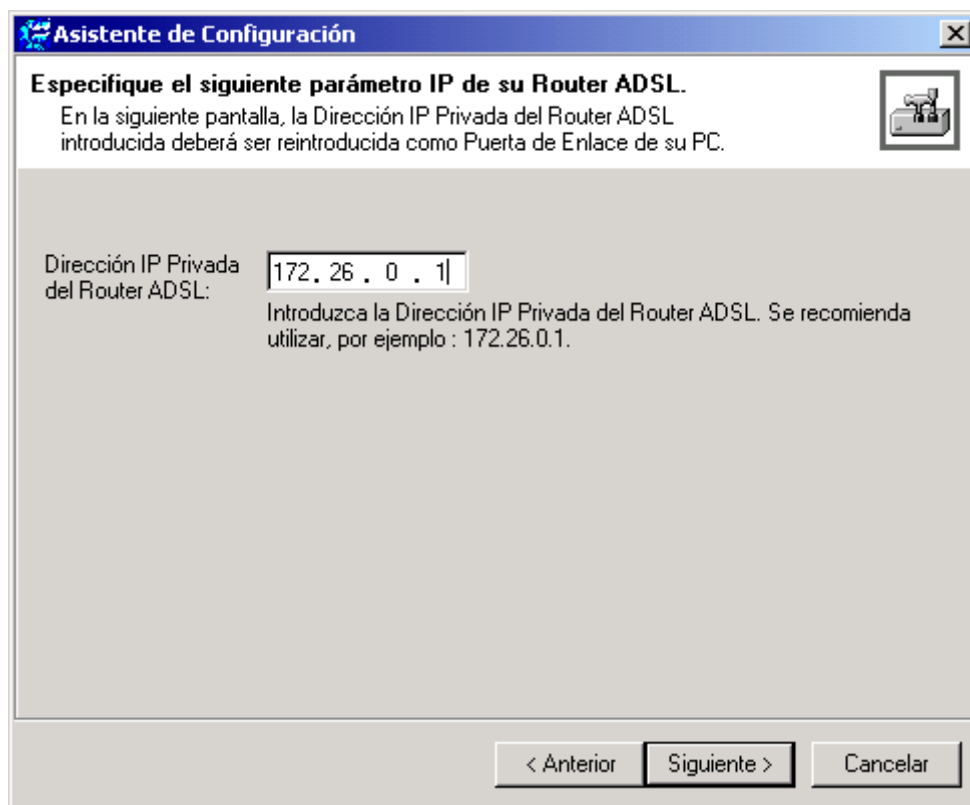 Asistente de Configuración
Especifique el siguiente parámetro IP de su Router ADSL.
En la siguiente pantalla, la Dirección IP Privada del Router ADSL
introducida deberá ser reintroducida como Puerta de Enlace de su PC.
Dirección IP Privada
del Router ADSL:
172. 26 . 0 . 1
Introduzca la Dirección IP Privada del Router ADSL. Se recomienda
utilizar, por ejemplo : 172.26.0.1.
< Anterior
Siguiente >
Cancelar